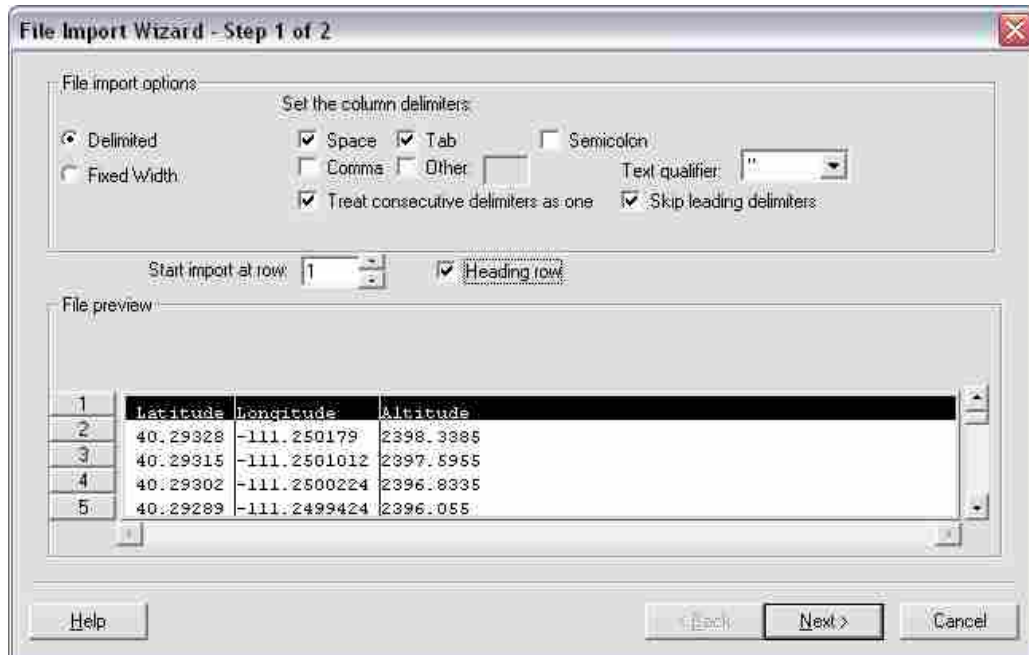 File Import Wizard - Step 1 of 2
File import options
Set the column delimiters:
Delimited
Space
Tab
Semicolon
Fixed Width
Comma
Other
Text qualifier: "
Treat consecutive delimiters as one
Skip leading delimiters
Start import at row: 1
Heading row
File preview
1 Latitude Longitude Altitude
2 40.29328 -111.250179 2398.3385
3 40.29315 -111.2501012 2397.5955
4 40.29302 -111.2500224 2396.8335
5 40.29289 -111.2499424 2396.055
Help
< Back
Next >
Cancel